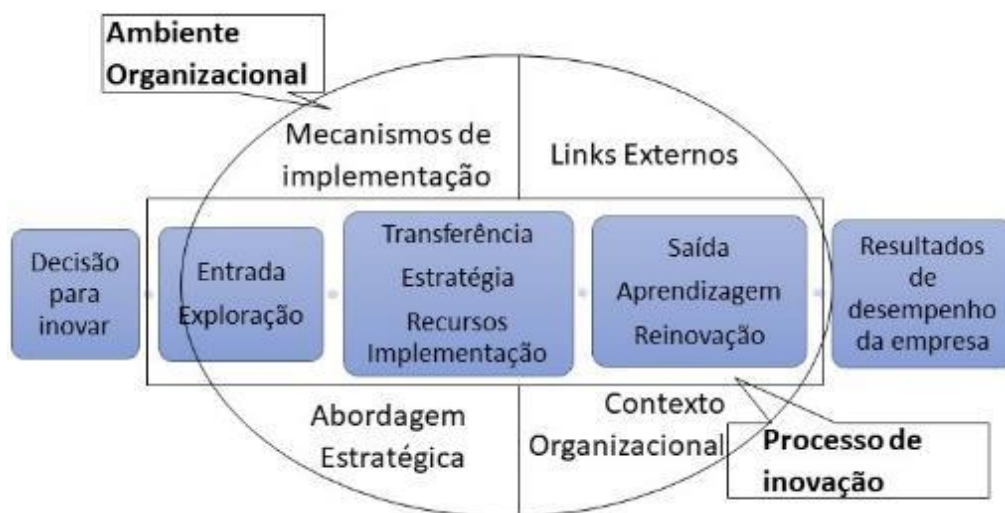 Ambiente
Organizacional
Mecanismos de
implementação
Links Externos
Decisão
para
inovar
Entrada
Exploração
Transferência
Estratégia
Recursos
Implementação
Saída
Aprendizagem
Reinovação
Resultados
de
desempenho
da empresa
Abordagem
Estratégica
Contexto
Organizacional
Processo de
inovação